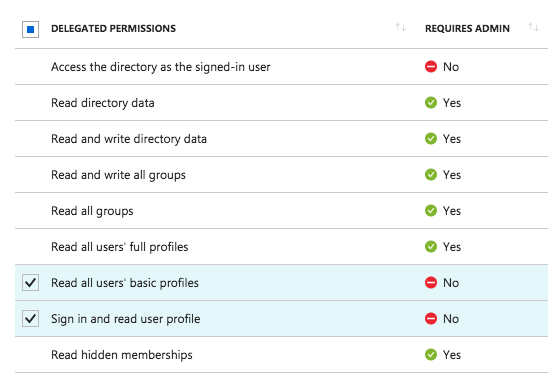 DELEGATED PERMISSIONS REQUIRES ADMIN
Access the directory as the signed-in user No
Read directory data Yes
Read and write directory data Yes
Read and write all groups Yes
Read all groups Yes
Read all users' full profiles Yes
Read all users' basic profiles No
Sign in and read user profile No
Read hidden memberships Yes